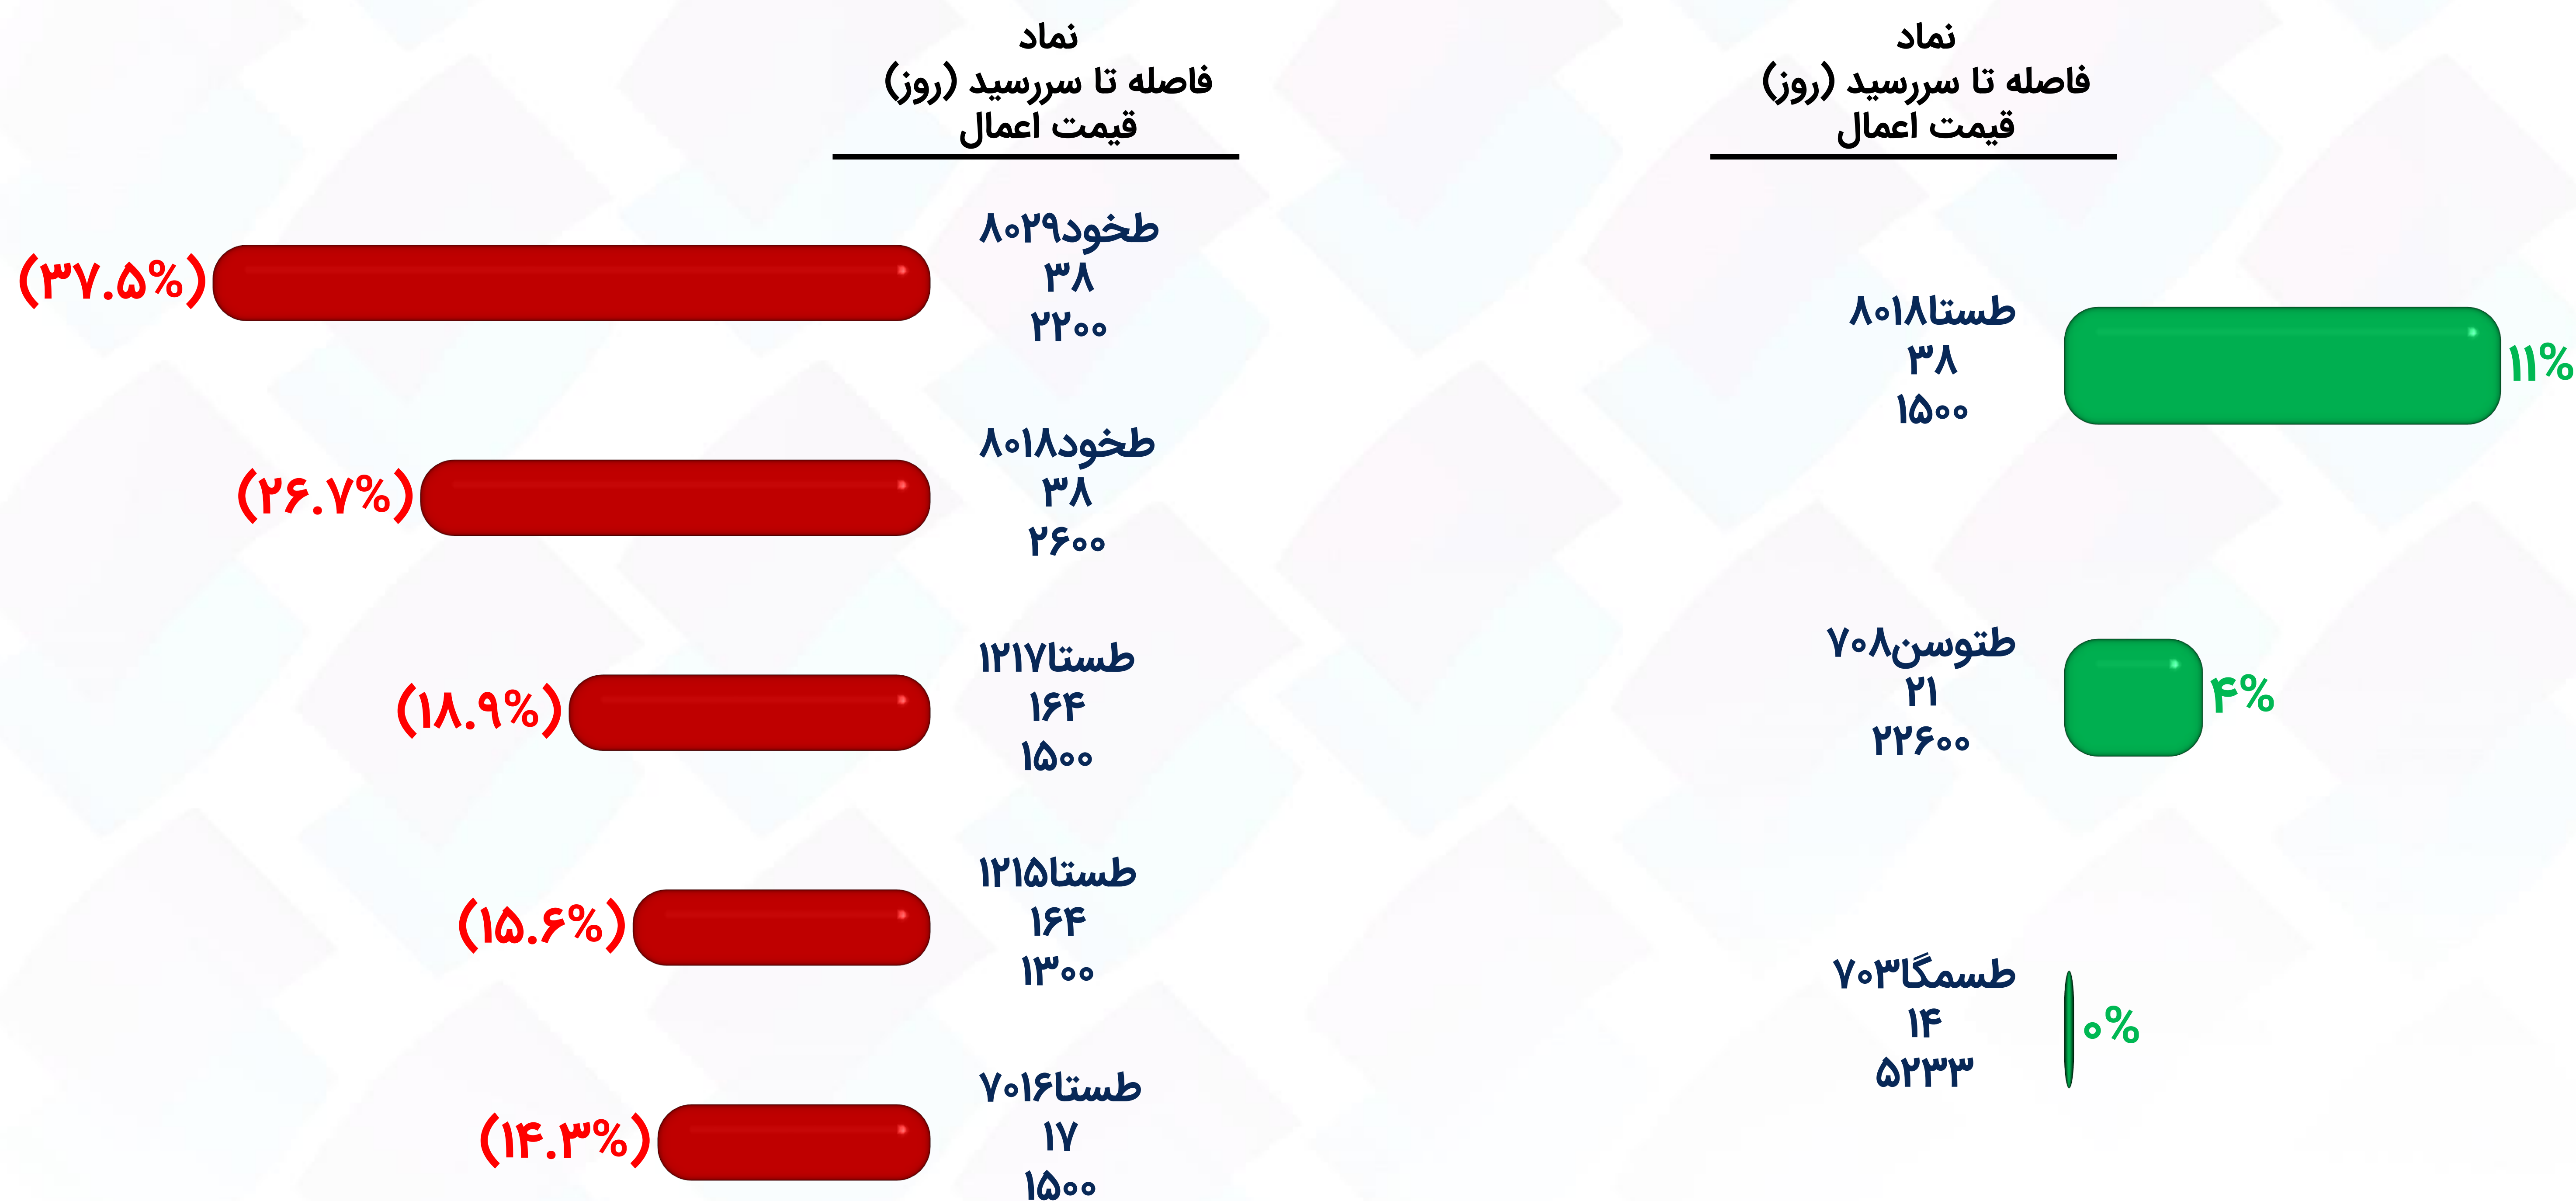 نماد
فاصله تا سررسید (روز)
قیمت اعمال
طستا۸۰۱۸
۳۸
۱۵۰۰
۱۱%
طتوسن۷۰۸
۲۱
۲۲۶۰۰
۴%
طسمگا۷۰۳
۱۴
۵۲۳۳
۰%
نماد
فاصله تا سررسید (روز)
قیمت اعمال
طخود۸۰۲۹
۳۸
۲۲۰۰
(۳۷.۵%)
طخود۸۰۱۸
۳۸
۲۶۰۰
(۲۶.۷%)
طستا۱۲۱۷
۱۶۴
۱۵۰۰
(۱۸.۹%)
طستا۱۲۱۵
۱۶۴
۱۳۰۰
(۱۵.۶%)
طستا۷۰۱۶
۱۷
۱۵۰۰
(۱۴.۳%)